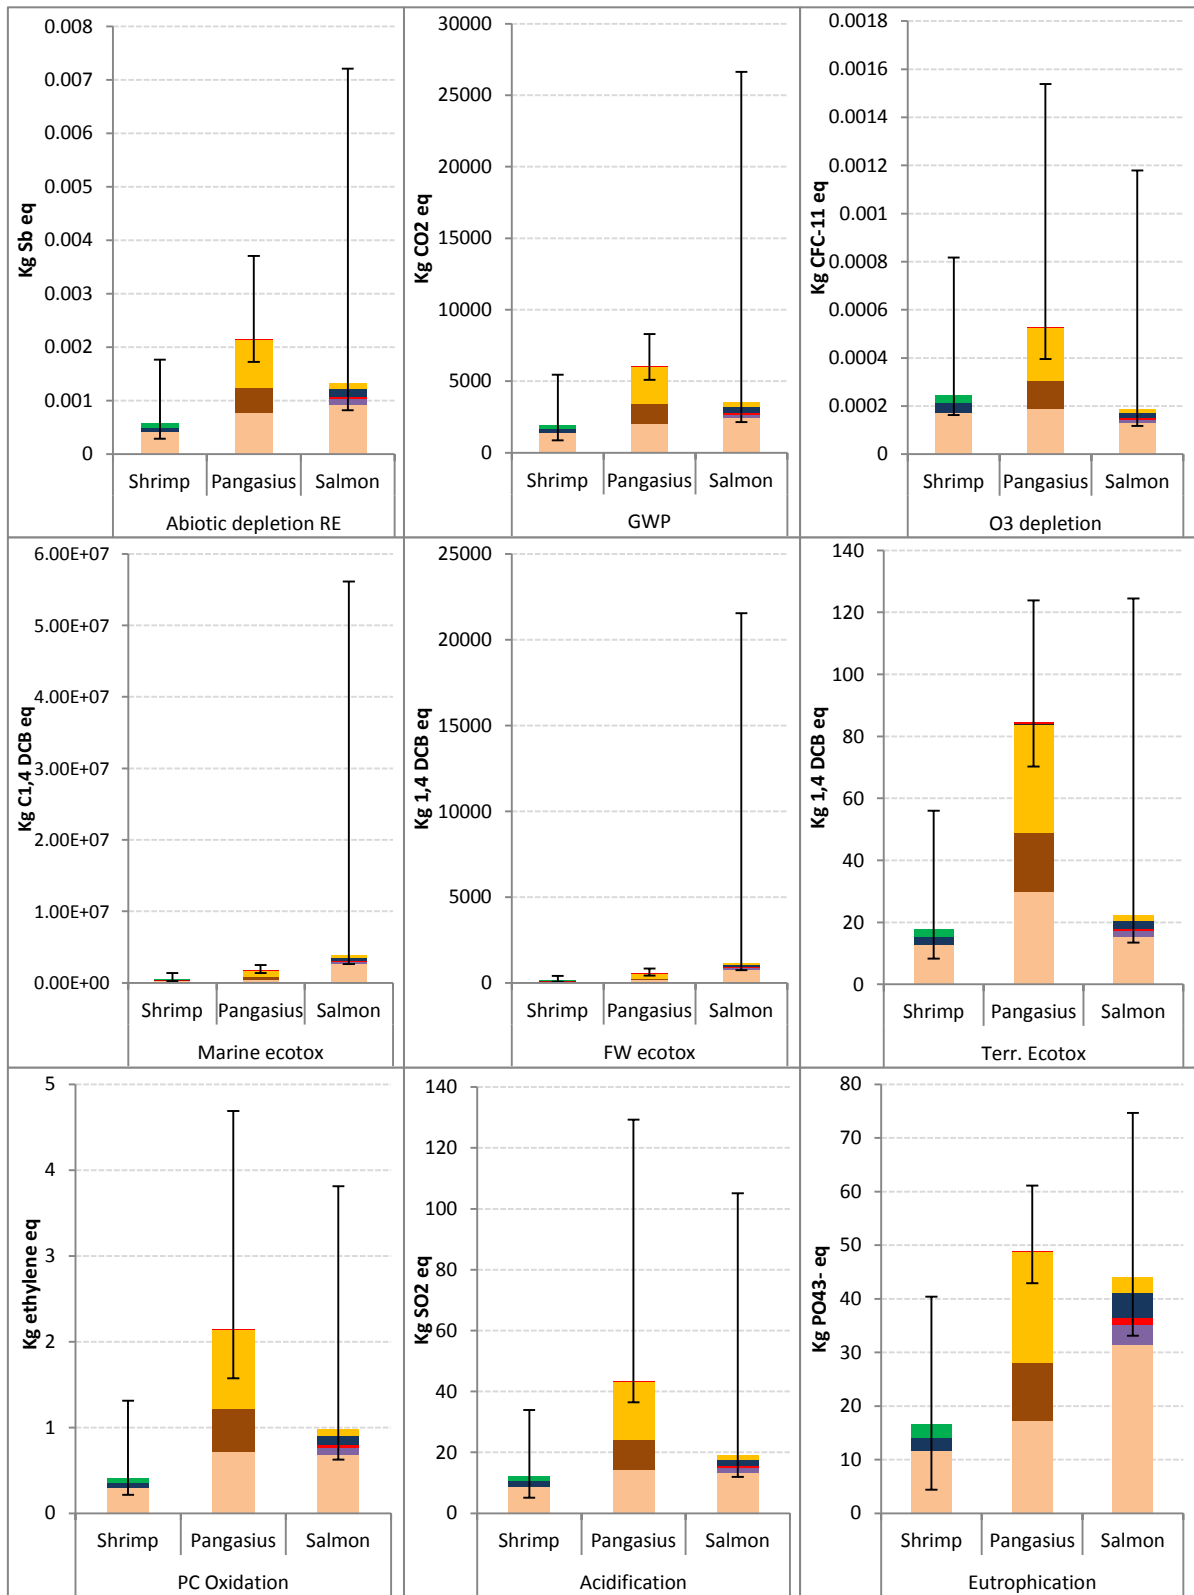 Kg Sb eq
0.008
0.007
0.006
0.005
0.004
0.003
0.002
0.001
0
Shrimp Pangasius Salmon
Abiotic depletion RE
Kg CO2 eq
30000
25000
20000
15000
10000
5000
0
Shrimp Pangasius Salmon
GWP
Kg CFC-11 eq
0.0018
0.0016
0.0014
0.0012
0.001
0.0008
0.0006
0.0004
0.0002
0
Shrimp Pangasius Salmon
O3 depletion
Kg C1,4 DCB eq
6.00E+07
5.00E+07
4.00E+07
3.00E+07
2.00E+07
1.00E+07
0.00E+00
Shrimp Pangasius Salmon
Marine ecotox
Kg 1,4 DCB eq
25000
20000
15000
10000
5000
0
Shrimp Pangasius Salmon
FW ecotox
Kg 1,4 DCB eq
140
120
100
80
60
40
20
0
Shrimp Pangasius Salmon
Terr. Ecotox
Kg ethylene eq
5
4
3
2
1
0
Shrimp Pangasius Salmon
PC Oxidation
Kg SO2 eq
140
120
100
80
60
40
20
0
Shrimp Pangasius Salmon
Acidification
Kg PO43- eq
80
70
60
50
40
30
20
10
0
Shrimp Pangasius Salmon
Eutrophication